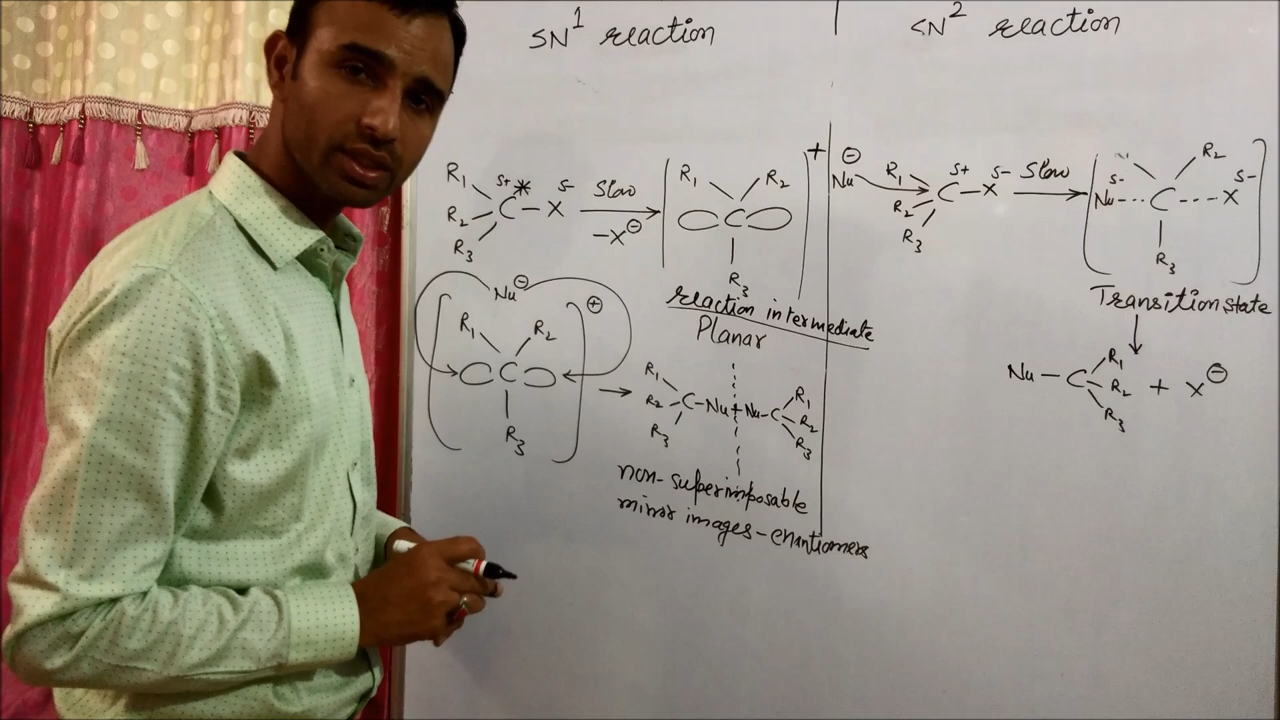 SN¹ reaction
SN² reaction
R₁
R₂
R₃
S+
*
C – X
S-
Slow
– X⊖
R₁ R₂
C
R₃
+
reaction intermediate
Planar
Nu⊖
R₁ R₂
C
R₃
⊕
R₁
R₂ C – Nu + Nu – C R₁
R₂
R₃
R₃
non-superimposable
mirror images - enantiomers
⊖
Nu
R₁
R₂
R₃
S+
C – X
S-
Slow
R₂
S-
Nu --- C --- X
S-
R₃
Transition state
Nu – C R₁
R₂
R₃
+ X⊖